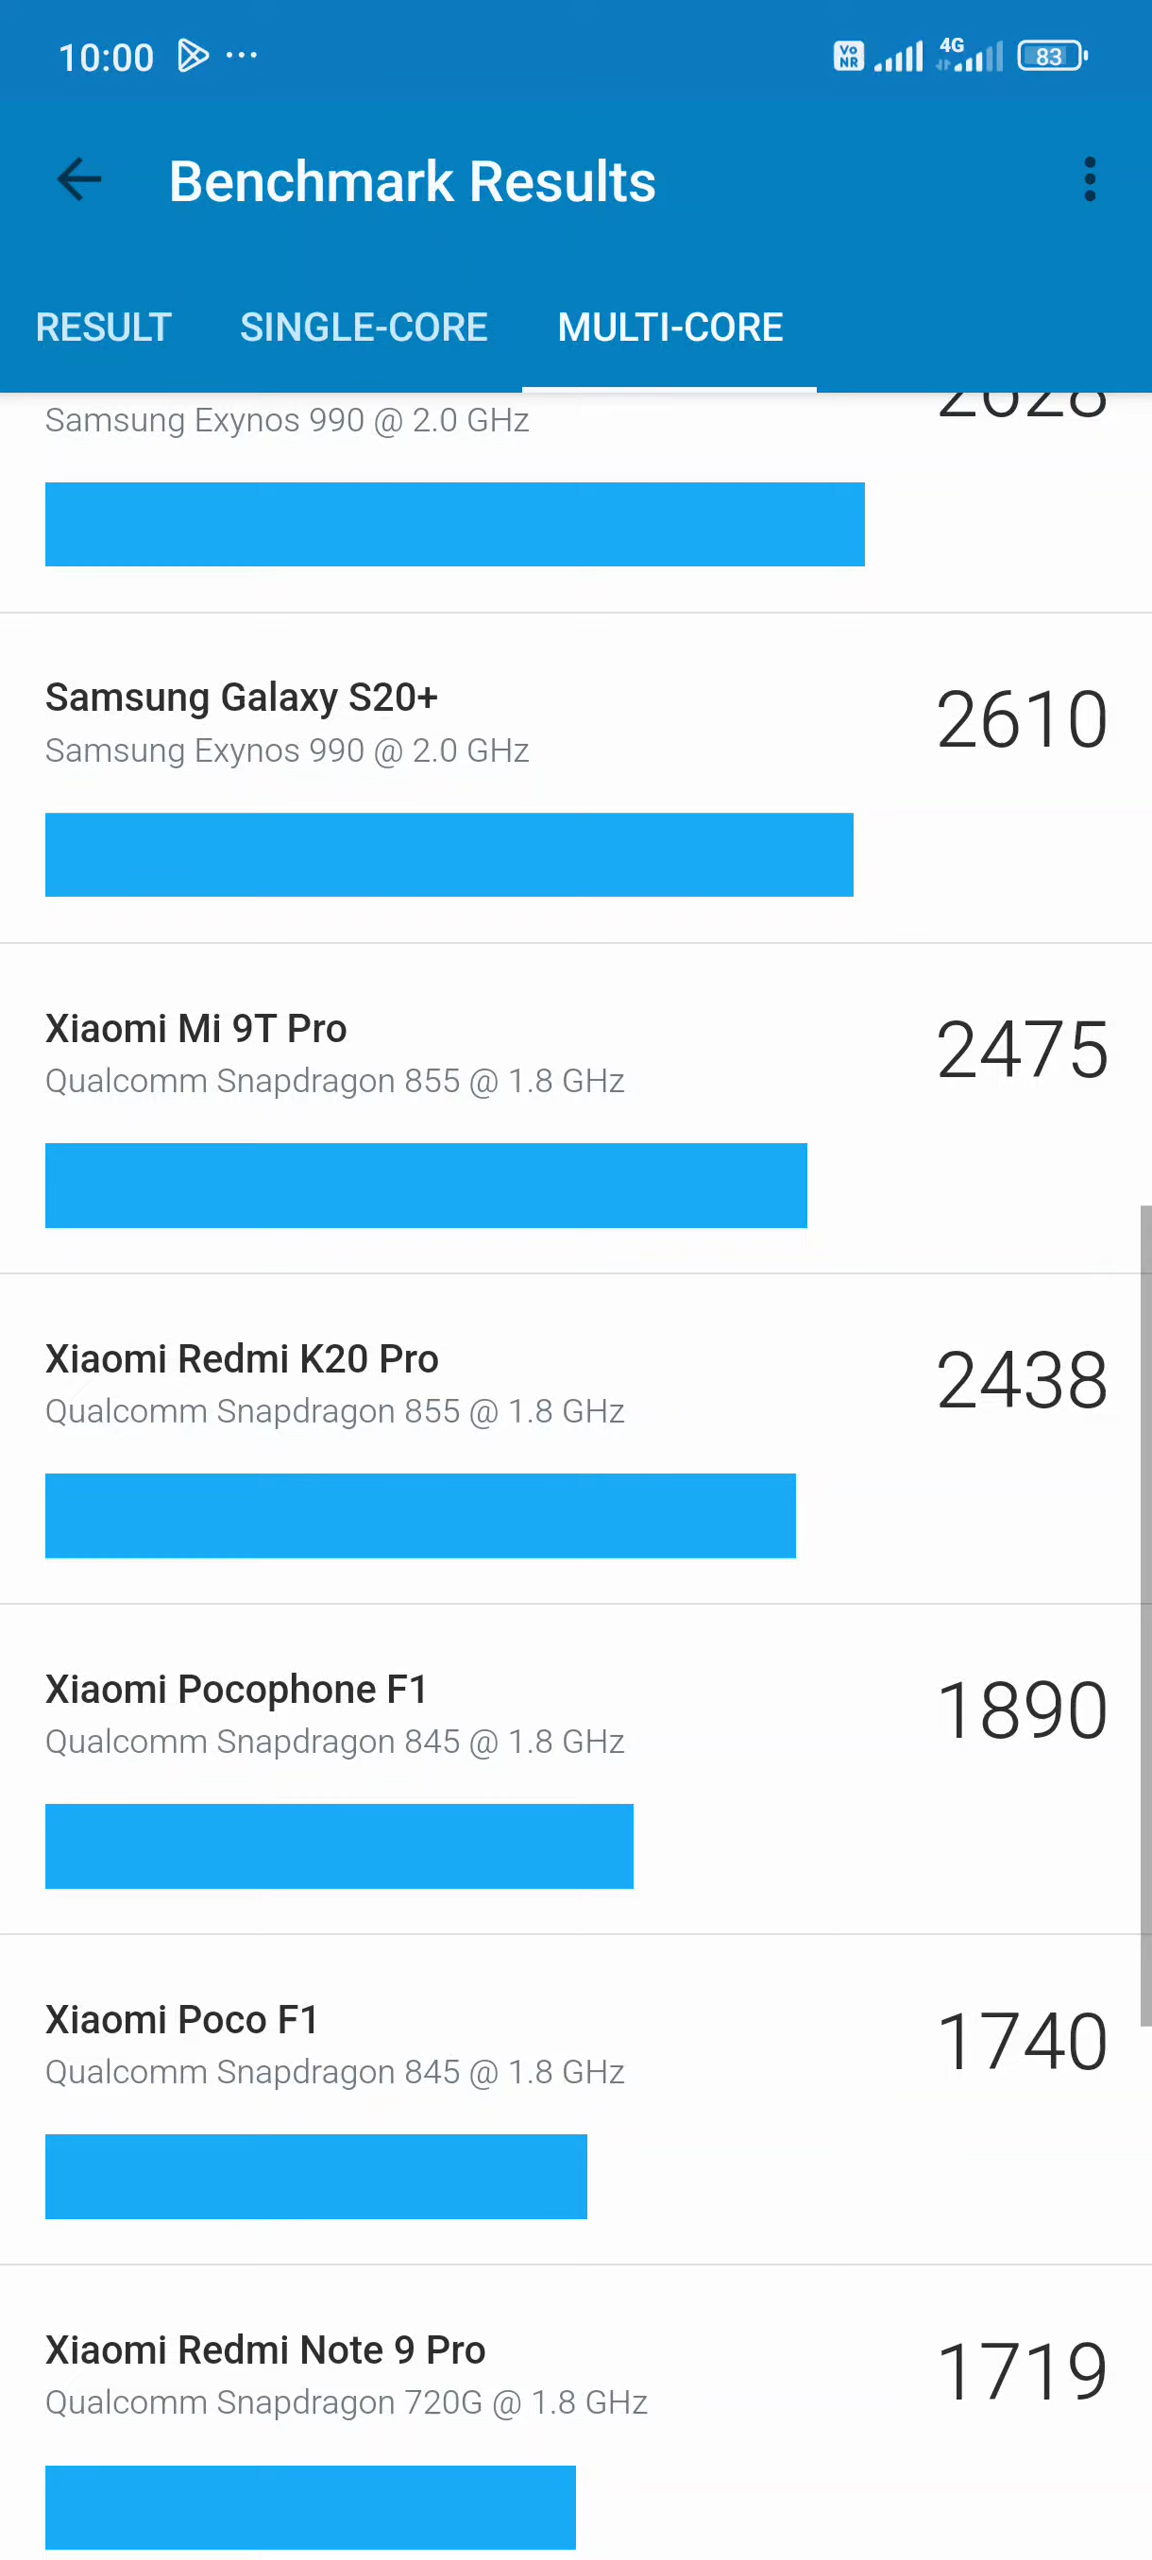 10:00
Vo NR 4G 83
Benchmark Results
RESULT SINGLE-CORE MULTI-CORE
2628
Samsung Exynos 990 @ 2.0 GHz
Samsung Galaxy S20+
2610
Samsung Exynos 990 @ 2.0 GHz
Xiaomi Mi 9T Pro
2475
Qualcomm Snapdragon 855 @ 1.8 GHz
Xiaomi Redmi K20 Pro
2438
Qualcomm Snapdragon 855 @ 1.8 GHz
Xiaomi Pocophone F1
1890
Qualcomm Snapdragon 845 @ 1.8 GHz
Xiaomi Poco F1
1740
Qualcomm Snapdragon 845 @ 1.8 GHz
Xiaomi Redmi Note 9 Pro
1719
Qualcomm Snapdragon 720G @ 1.8 GHz